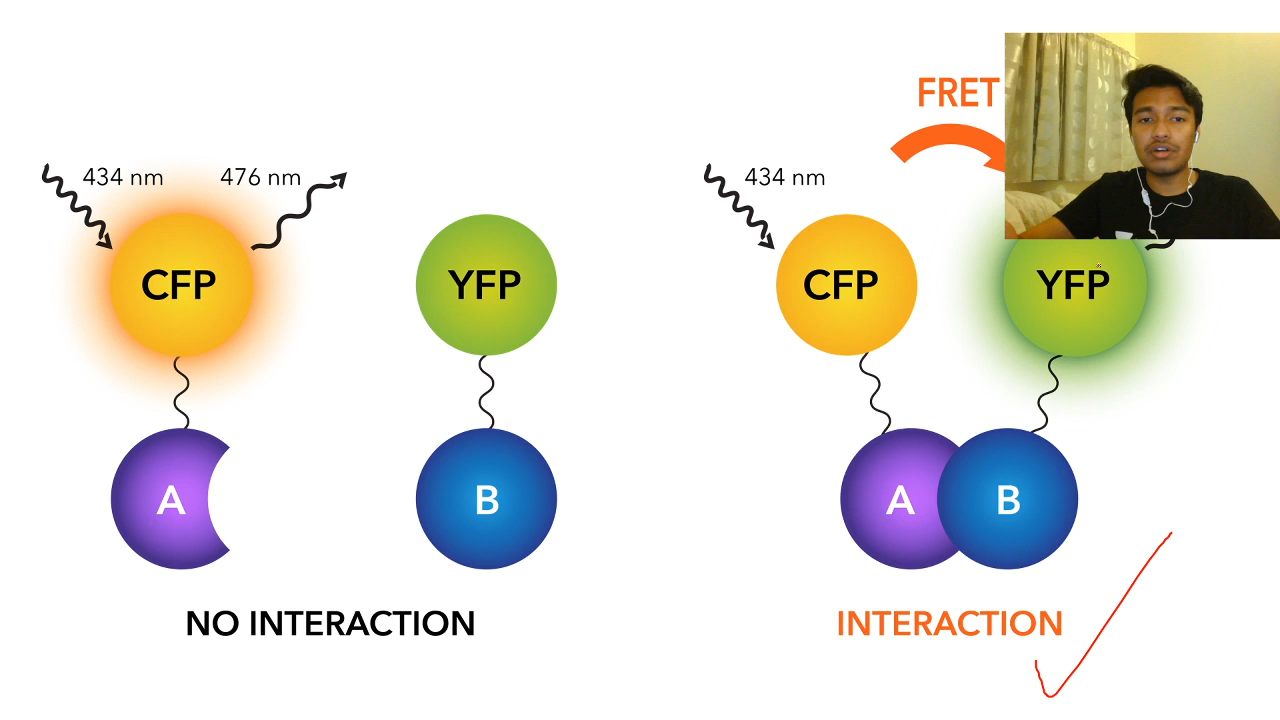 FRET
434 nm
476 nm
434 nm
CFP
YFP
CFP
YFP
A
B
A
B
NO INTERACTION
INTERACTION